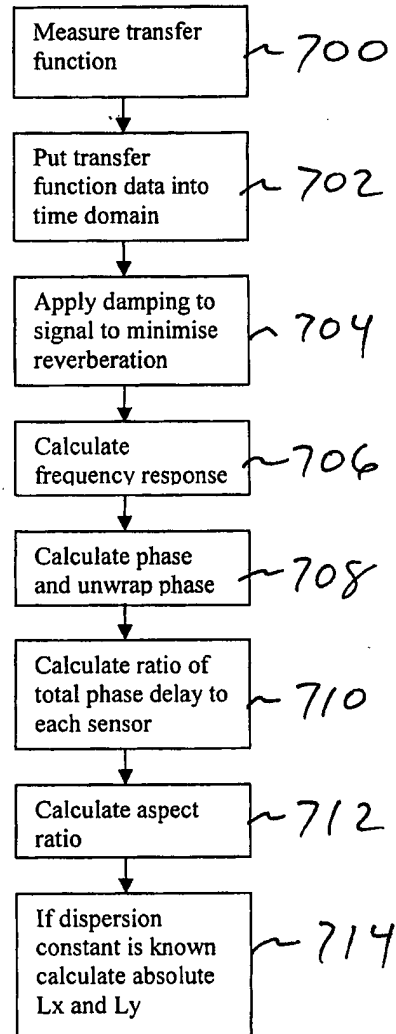 Measure transfer
function
700
Put transfer
function data into
time domain
702
Apply damping to
signal to minimise
reverberation
704
Calculate
frequency response
706
Calculate phase
and unwrap phase
708
Calculate ratio of
total phase delay to
each sensor
710
Calculate aspect
ratio
712
If dispersion
constant is known
calculate absolute
Lx and Ly
714